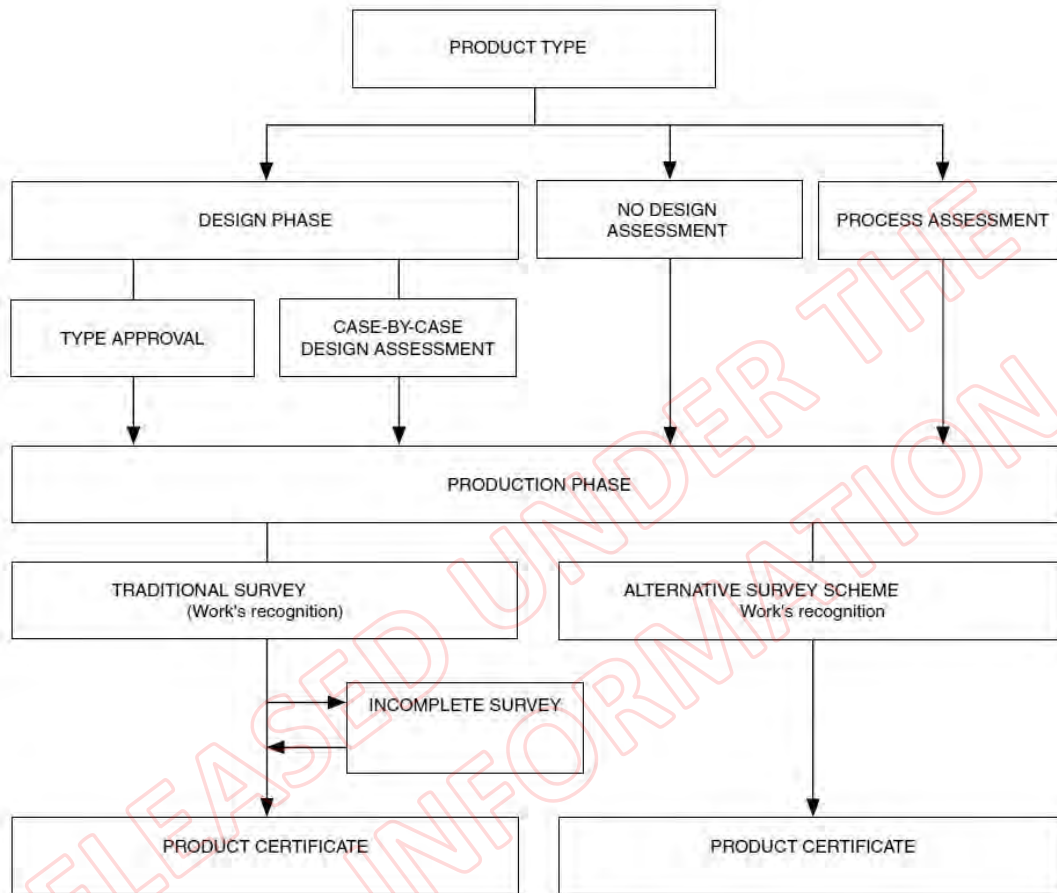 PRODUCT TYPE
DESIGN PHASE
NO DESIGN
ASSESSMENT
PROCESS ASSESSMENT
TYPE APPROVAL
CASE-BY-CASE
DESIGN ASSESSMENT
PRODUCTION PHASE
TRADITIONAL SURVEY
(Work's recognition)
ALTERNATIVE SURVEY SCHEME
Work's recognition
INCOMPLETE SURVEY
PRODUCT CERTIFICATE
PRODUCT CERTIFICATE
ELEASED UNDER THE
INFORMATION